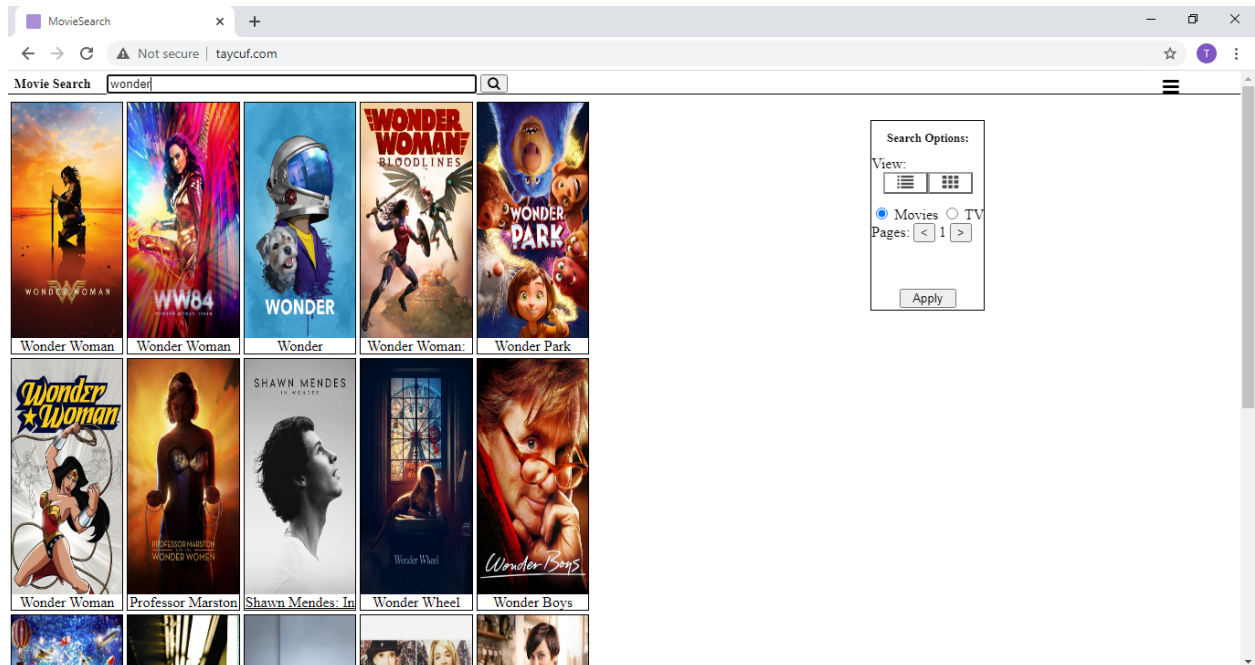 MovieSearch
Not secure | taycuf.com
T
Movie Search wonder
WONDER WOMAN
WW84
WONDER
WONDER
WOMAN
BLOODLINES
WONDER
PARK
Wonder Woman
Wonder Woman
Wonder
Wonder Woman:
Wonder Park
Search Options:
View:
Movies TV
Pages: < 1 >
Apply
Wonder
Woman
PROFESSOR MARSTON
AND THE
WONDER WOMEN
SHAWN MENDES
IN WONDER
Wonder Wheel
Wonder Boys
Wonder Woman
Professor Marston
Shawn Mendes: In
Wonder Wheel
Wonder Boys